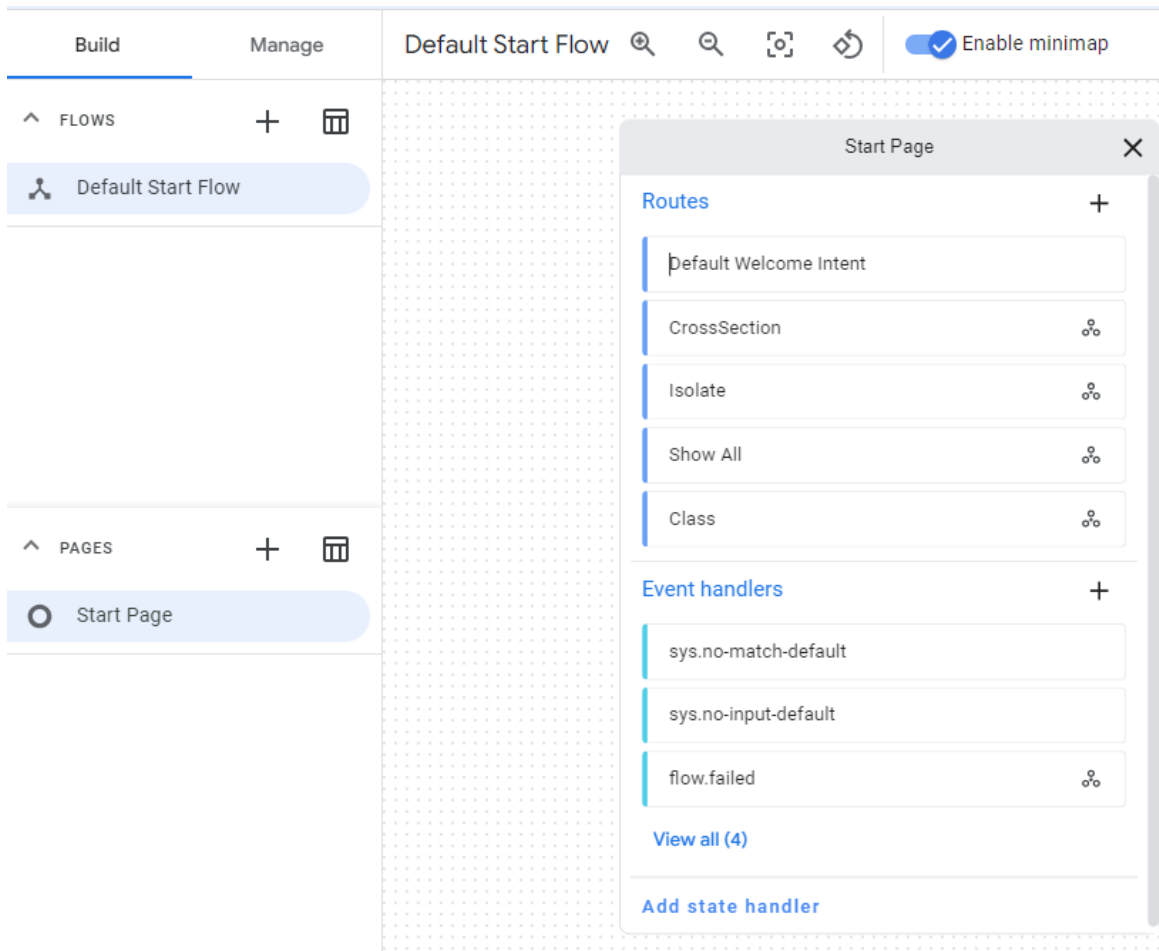 Build
Manage
Default Start Flow
Enable minimap
FLOWS
Default Start Flow
PAGES
Start Page
Start Page
Routes
Default Welcome Intent
CrossSection
Isolate
Show All
Class
Event handlers
sys.no-match-default
sys.no-input-default
flow.failed
View all (4)
Add state handler